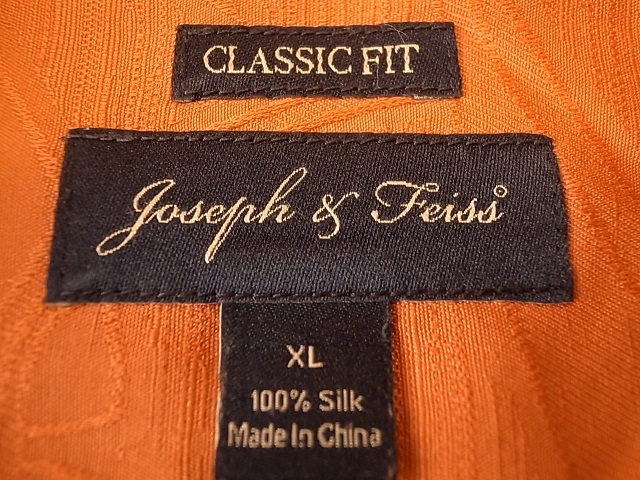 CLASSIC FIT
Joseph & Feiss®
XL
100% Silk
Made In China